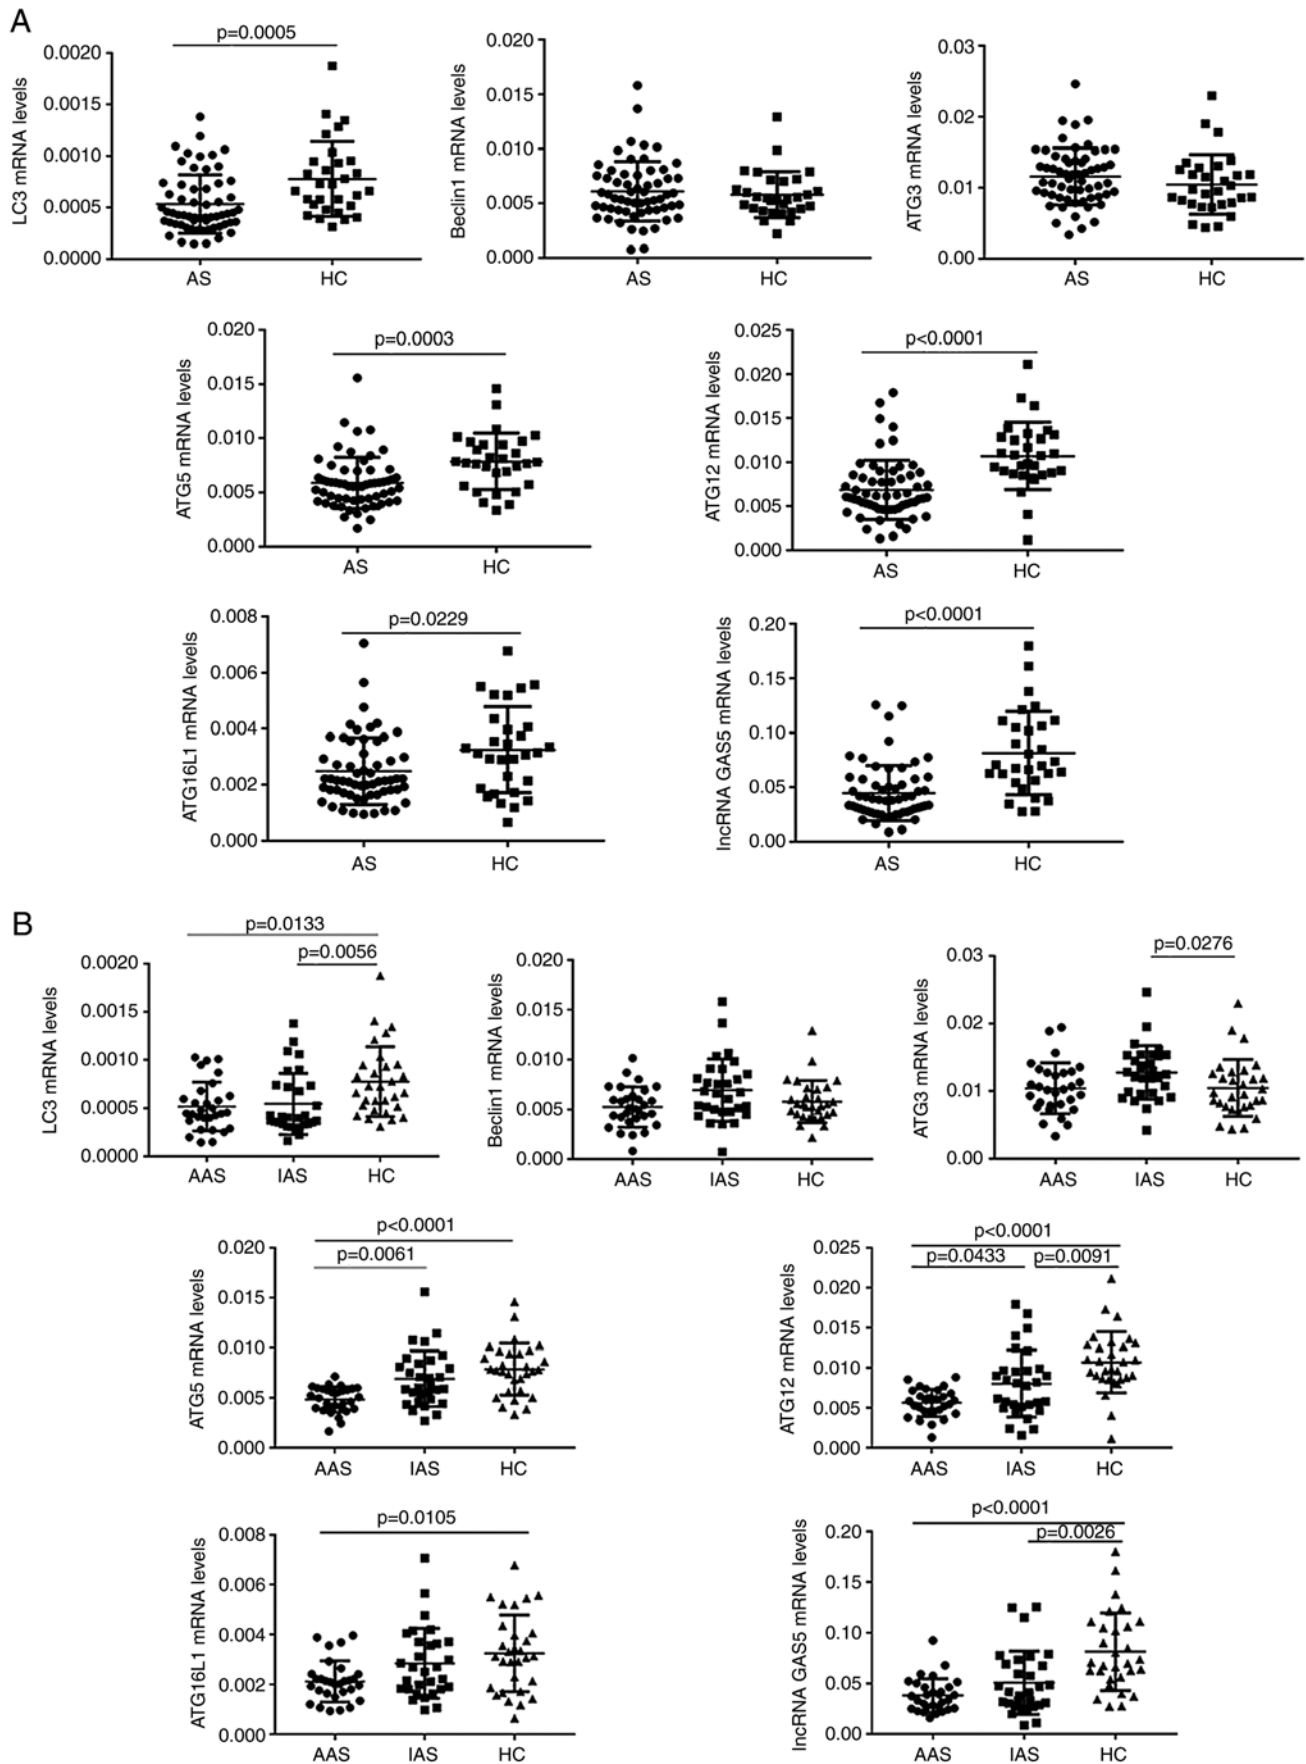 A
p=0.0005
LC3 mRNA levels
0.0020
0.0015
0.0010
0.0005
0.0000
AS HC
Beclin1 mRNA levels
0.020
0.015
0.010
0.005
0.000
AS HC
ATG3 mRNA levels
0.03
0.02
0.01
0.00
AS HC
p=0.0003
ATG5 mRNA levels
0.020
0.015
0.010
0.005
0.000
AS HC
p<0.0001
ATG12 mRNA levels
0.025
0.020
0.015
0.010
0.005
0.000
AS HC
p=0.0229
ATG16L1 mRNA levels
0.008
0.006
0.004
0.002
0.000
AS HC
p<0.0001
lncRNA GAS5 mRNA levels
0.20
0.15
0.10
0.05
0.00
AS HC
B
p=0.0133
p=0.0056
LC3 mRNA levels
0.0020
0.0015
0.0010
0.0005
0.0000
AAS IAS HC
Beclin1 mRNA levels
0.020
0.015
0.010
0.005
0.000
AAS IAS HC
p=0.0276
ATG3 mRNA levels
0.03
0.02
0.01
0.00
AAS IAS HC
p<0.0001
p=0.0061
ATG5 mRNA levels
0.020
0.015
0.010
0.005
0.000
AAS IAS HC
p<0.0001
p=0.0433 p=0.0091
ATG12 mRNA levels
0.025
0.020
0.015
0.010
0.005
0.000
AAS IAS HC
p=0.0105
ATG16L1 mRNA levels
0.008
0.006
0.004
0.002
0.000
AAS IAS HC
p<0.0001
p=0.0026
lncRNA GAS5 mRNA levels
0.20
0.15
0.10
0.05
0.00
AAS IAS HC